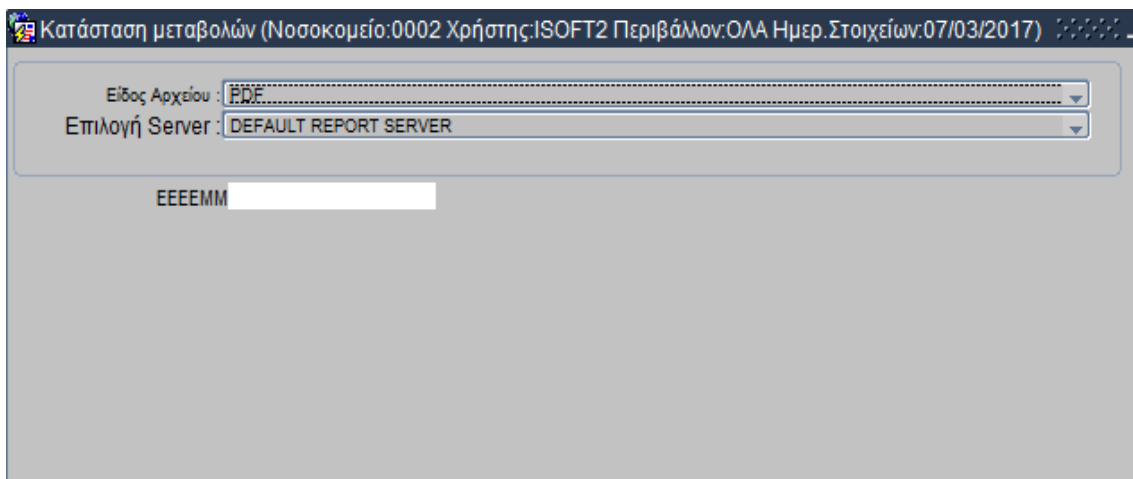 Κατάσταση μεταβολών (Νοσοκομείο:0002 Χρήστης:ISOFT2 Περιβάλλον:ΟΛΑ Ημερ.Στοιχείων:07/03/2017)
Είδος Αρχείου : PDF
Επιλογή Server : DEFAULT REPORT SERVER
ΕΕΕΕΜΜ